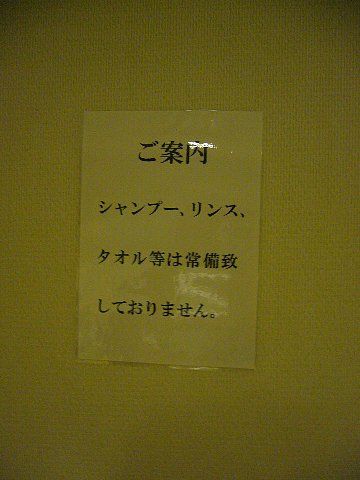 ご案内
シャンプー、リンス、
タオル等は常備致
しておりません。